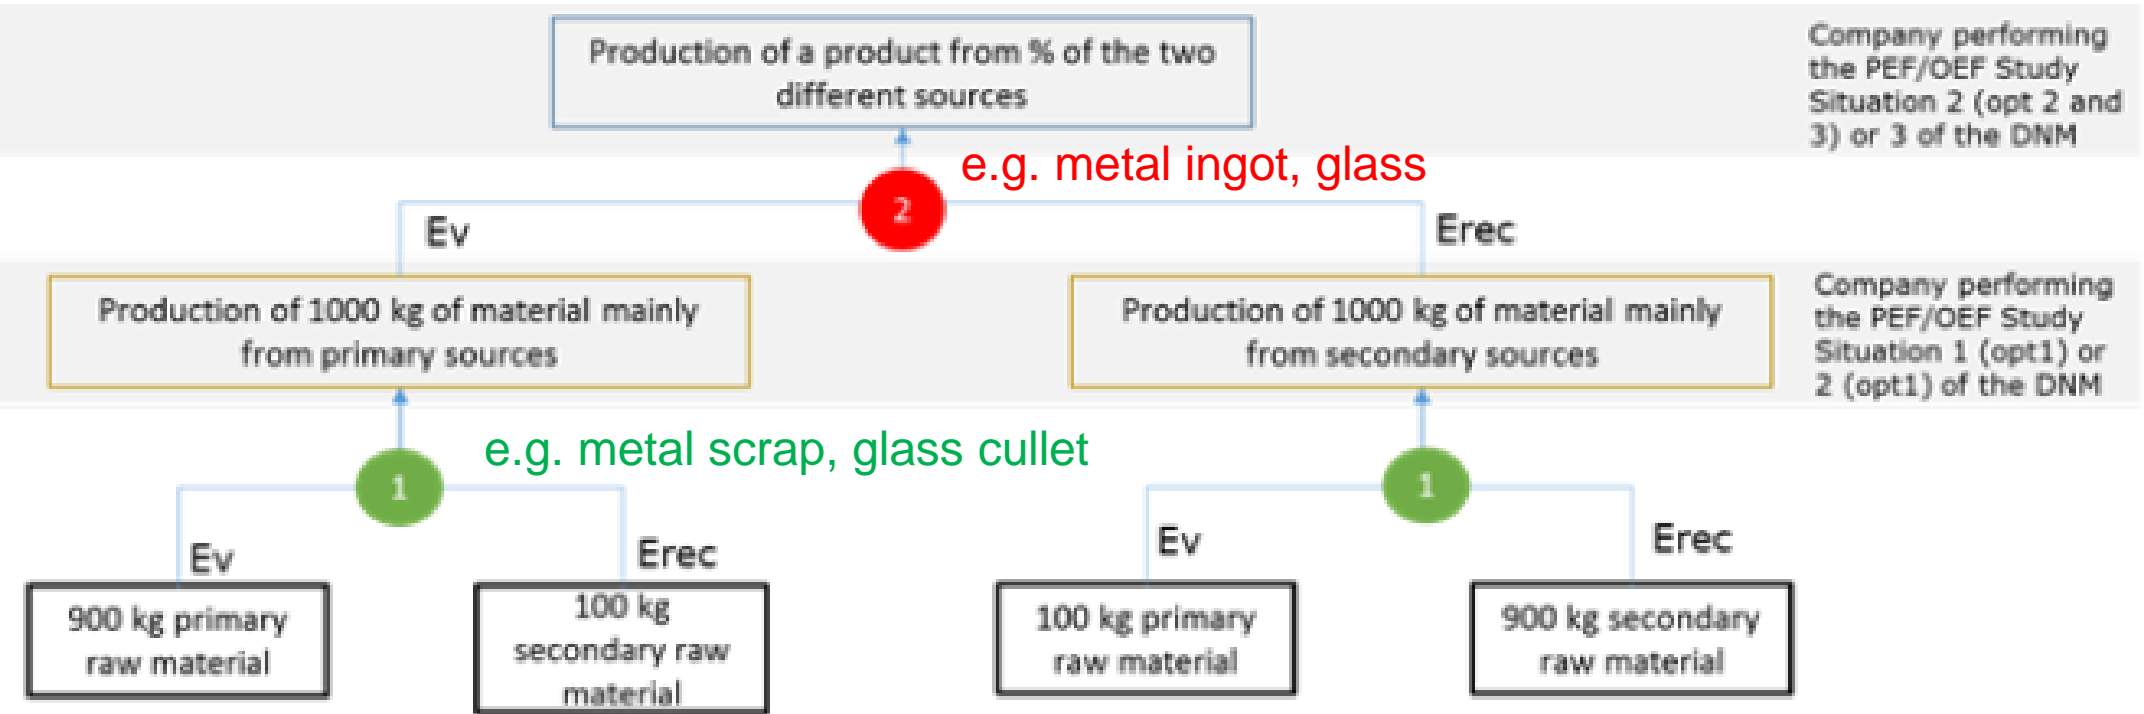 Production of a product from % of the two
different sources
Company performing
the PEF/OEF Study
Situation 2 (opt 2 and
3) or 3 of the DNM
e.g. metal ingot, glass
2
Ev
Erec
Production of 1000 kg of material mainly
from primary sources
Production of 1000 kg of material mainly
from secondary sources
Company performing
the PEF/OEF Study
Situation 1 (opt1) or
2 (opt1) of the DNM
e.g. metal scrap, glass cullet
1
1
Ev
Erec
Ev
Erec
900 kg primary
raw material
100 kg
secondary raw
material
100 kg primary
raw material
900 kg secondary
raw material